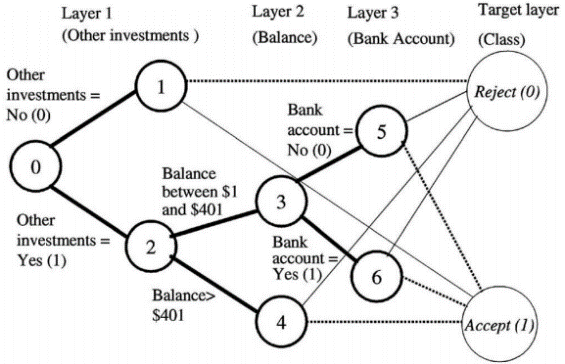 Layer 1
(Other investments )
Layer 2
(Balance)
Layer 3
(Bank Account)
Target layer
(Class)
Other
investments =
No (0)
1
Reject (0)
Bank
account =
No (0)
5
0
Balance
between $1
and $401
3
Other
investments =
Yes (1)
2
Bank
account =
Yes (1)
6
Balance>
$401
4
Accept (1)